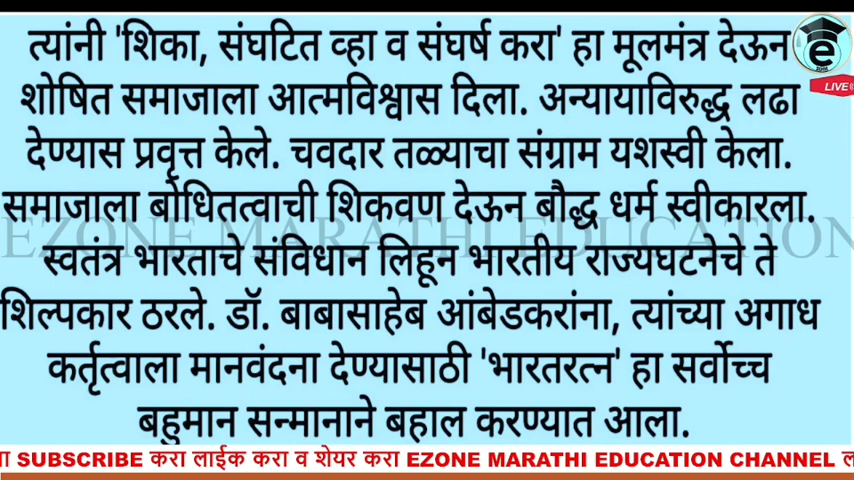 त्यांनी 'शिका, संघटित व्हा व संघर्ष करा' हा मूलमंत्र देऊन
शोषित समाजाला आत्मविश्वास दिला. अन्यायाविरुद्ध लढा
देण्यास प्रवृत्त केले. चवदार तळ्याचा संग्राम यशस्वी केला.
समाजाला बोधितत्वाची शिकवण देऊन बौद्ध धर्म स्वीकारला.
EZONE MARATHI EDUCATION
स्वतंत्र भारताचे संविधान लिहून भारतीय राज्यघटनेचे ते
शिल्पकार ठरले. डॉ. बाबासाहेब आंबेडकरांना, त्यांच्या अगाध
कर्तृत्वाला मानवंदना देण्यासाठी 'भारतरत्न' हा सर्वोच्च
बहुमान सन्मानाने बहाल करण्यात आला.
e
LIVE
SUBSCRIBE करा लाईक करा व शेयर करा EZONE MARATHI EDUCATION CHANNEL